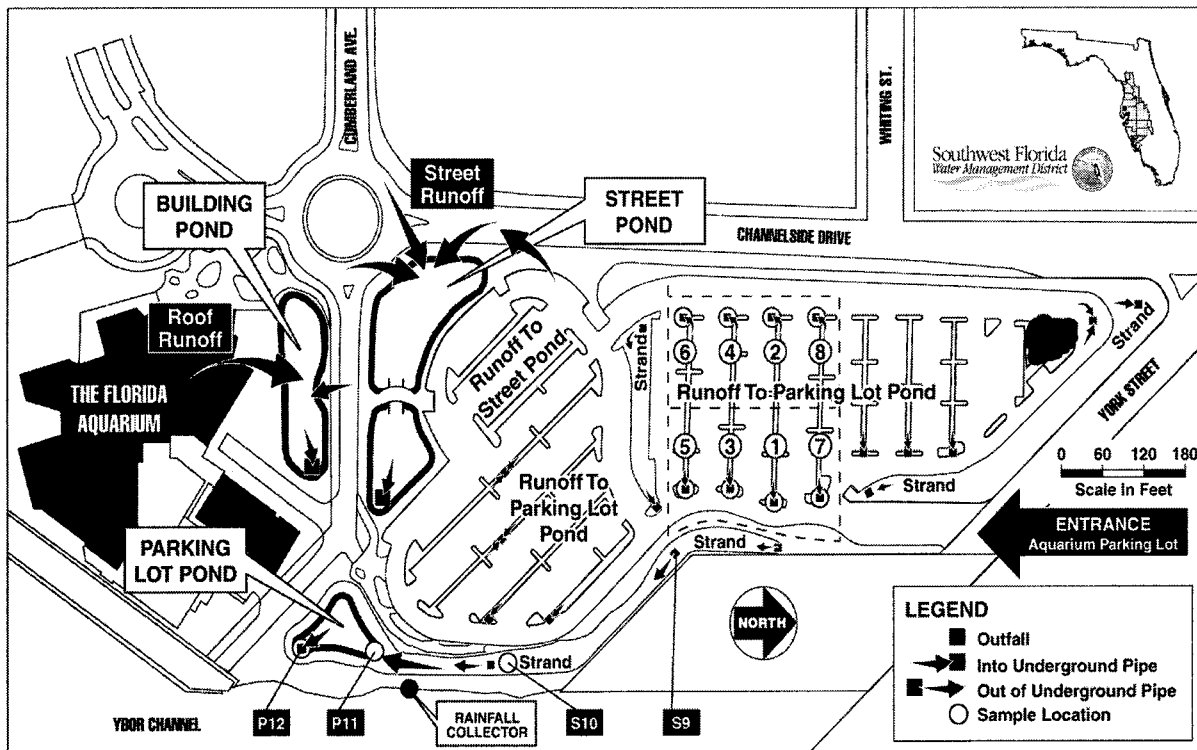 CUMBERLAND AVE.
WHITING ST.
Southwest Florida
Water Management District
Street
Runoff
BUILDING
POND
STREET
POND
CHANNELSIDE DRIVE
Roof
Runoff
THE FLORIDA
AQUARIUM
Runoff To
Street Pond
Strand
6
4
2
8
Runoff To Parking Lot Pond
5
3
1
7
Strand
YORK STREET
0 60 120 180
Scale In Feet
Strand
Runoff To
Parking Lot
Pond
ENTRANCE
Aquarium Parking Lot
PARKING
LOT POND
Strand
NORTH
LEGEND
Outfall
Into Underground Pipe
Out of Underground Pipe
Sample Location
Strand
YBOR CHANNEL
P12
P11
RAINFALL
COLLECTOR
S10
S9